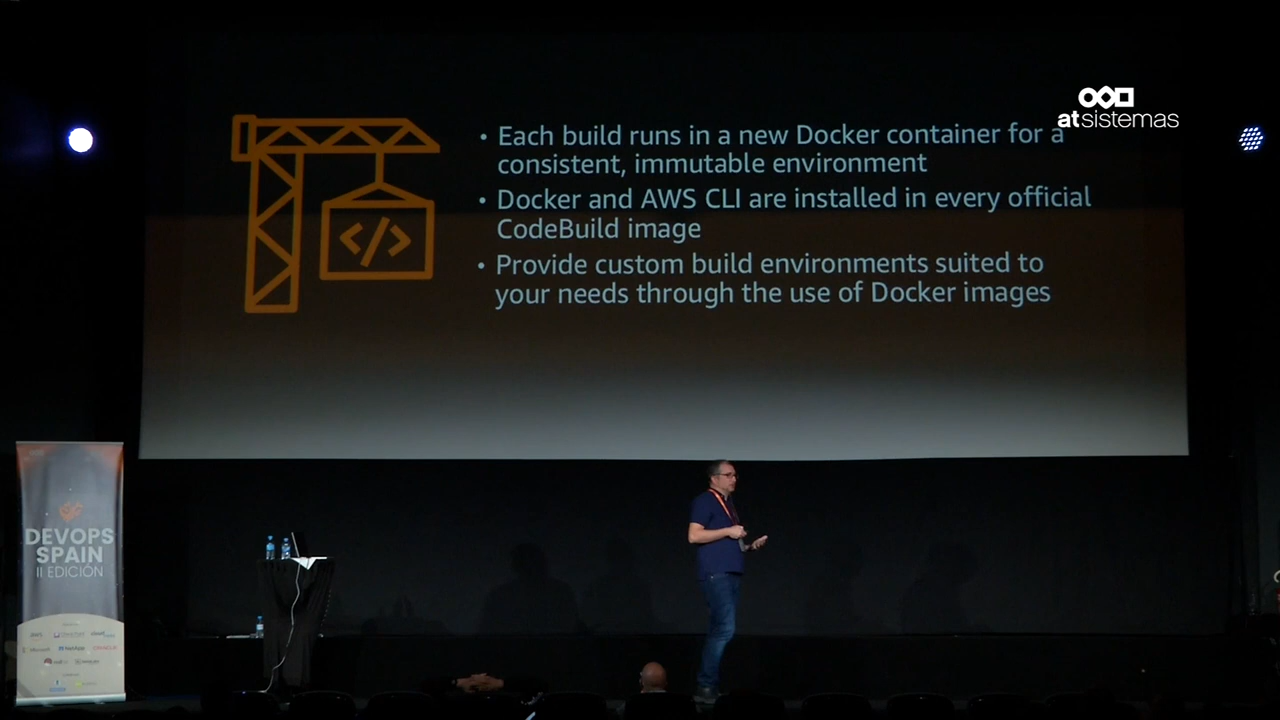 atsistemas
• Each build runs in a new Docker container for a
consistent, immutable environment
• Docker and AWS CLI are installed in every official
CodeBuild image
• Provide custom build environments suited to
your needs through the use of Docker images
</>
DEVOPS
SPAIN
II EDICIÓN